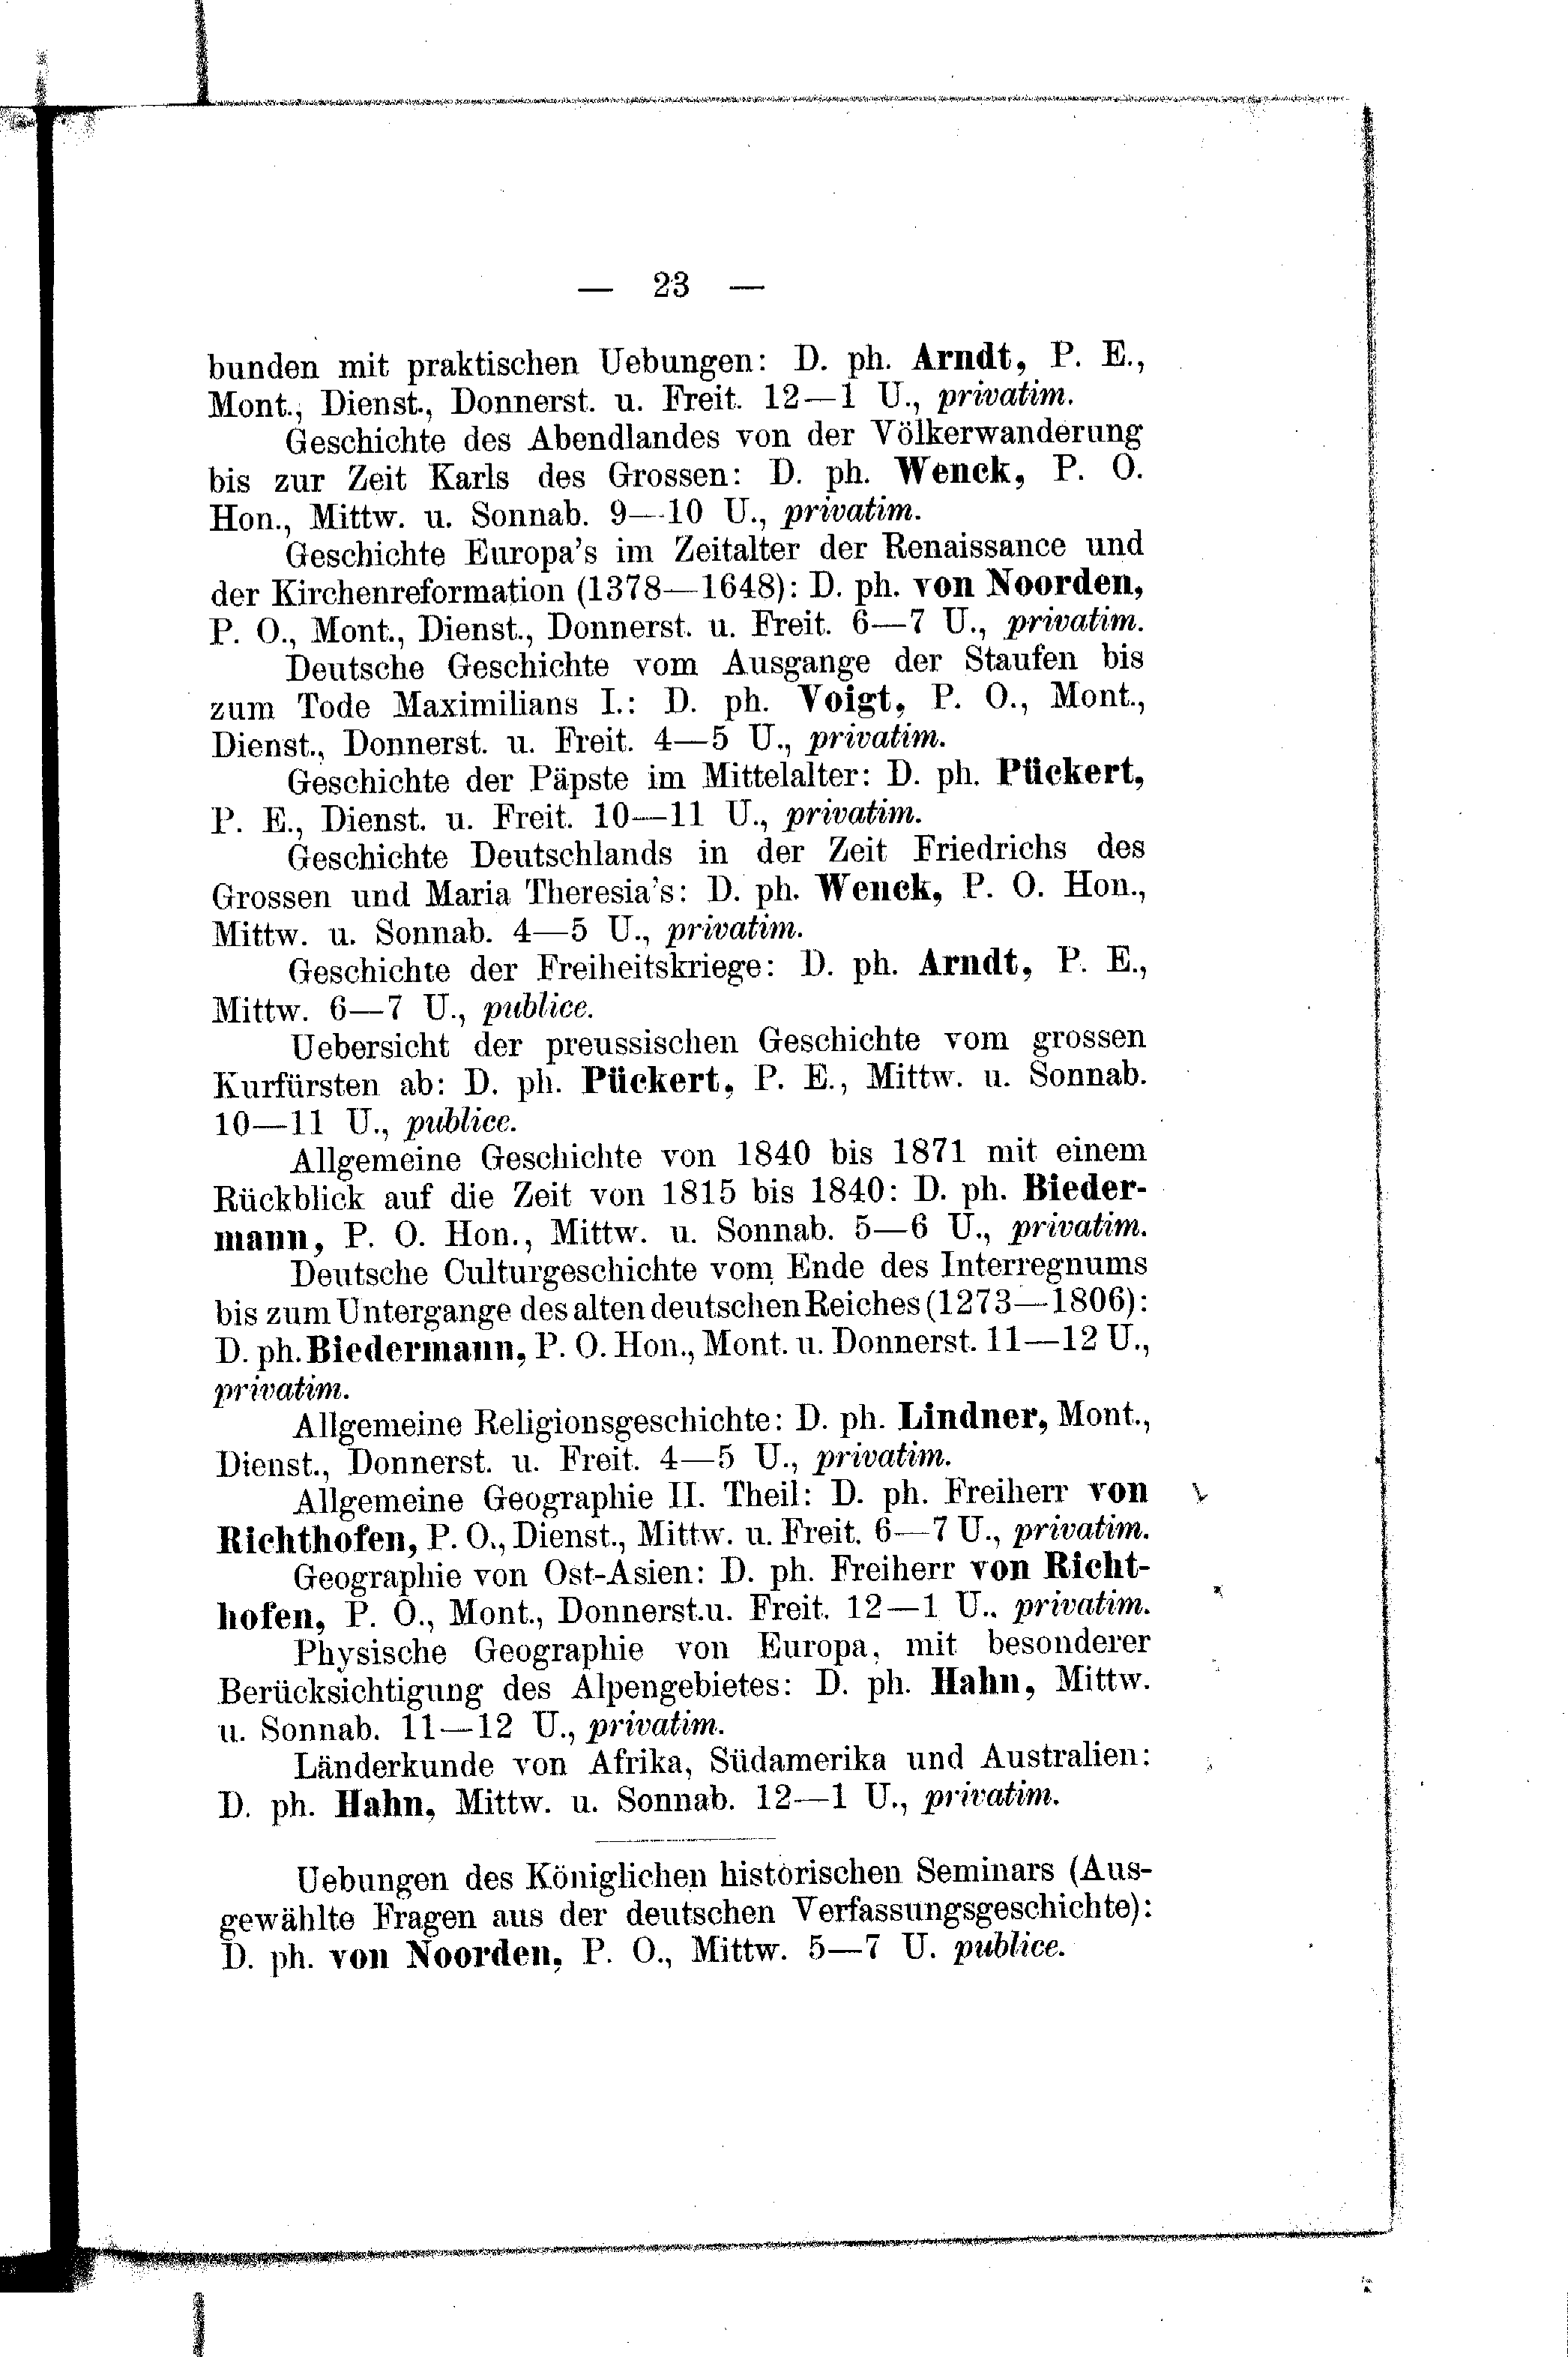 — 23 —
bunden mit praktischen Uebungen: D. ph. Arndt, P. E.,
Mont., Dienst., Donnerst. u. Freit. 12—1 U., privatim.
Geschichte des Abendlandes von der Völkerwanderung
bis zur Zeit Karls des Grossen: D. ph. Wenck, P. O.
Hon., Mittw. u. Sonnab. 9—10 U., privatim.
Geschichte Europa's im Zeitalter der Renaissance und
der Kirchenreformation (1378—1648): D. ph. von Noorden,
P. O., Mont., Dienst., Donnerst. u. Freit. 6—7 U., privatim.
Deutsche Geschichte vom Ausgange der Staufen bis
zum Tode Maximilians I.: D. ph. Voigt, P. O., Mont.,
Dienst., Donnerst. u. Freit. 4—5 U., privatim.
Geschichte der Päpste im Mittelalter: D. ph. Pückert,
P. E., Dienst. u. Freit. 10—11 U., privatim.
Geschichte Deutschlands in der Zeit Friedrichs des
Grossen und Maria Theresia's: D. ph. Wenck, P. O. Hon.,
Mittw. u. Sonnab. 4—5 U., privatim.
Geschichte der Freiheitskriege: D. ph. Arndt, P. E.,
Mittw. 6—7 U., publice.
Uebersicht der preussischen Geschichte vom grossen
Kurfürsten ab: D. ph. Pückert, P. E., Mittw. u. Sonnab.
10—11 U., publice.
Allgemeine Geschichte von 1840 bis 1871 mit einem
Rückblick auf die Zeit von 1815 bis 1840: D. ph. Bieder-
mann, P. O. Hon., Mittw. u. Sonnab. 5—6 U., privatim.
Deutsche Culturgeschichte vom Ende des Interregnums
bis zum Untergange des alten deutschen Reiches (1273—1806):
D. ph. Biedermann, P. O. Hon., Mont. u. Donnerst. 11—12 U.,
privatim.
Allgemeine Religionsgeschichte: D. ph. Lindner, Mont.,
Dienst., Donnerst. u. Freit. 4—5 U., privatim.
Allgemeine Geographie II. Theil: D. ph. Freiherr von
Richthofen, P. O., Dienst., Mittw. u. Freit. 6—7 U., privatim.
Geographie von Ost-Asien: D. ph. Freiherr von Richt-
hofen, P. O., Mont., Donnerst. u. Freit. 12—1 U., privatim.
Physische Geographie von Europa, mit besonderer
Berücksichtigung des Alpengebietes: D. ph. Hahn, Mittw.
u. Sonnab. 11—12 U., privatim.
Länderkunde von Afrika, Südamerika und Australien:
D. ph. Hahn, Mittw. u. Sonnab. 12—1 U., privatim.
Uebungen des Königlichen historischen Seminars (Aus-
gewählte Fragen aus der deutschen Verfassungsgeschichte):
D. ph. von Noorden, P. O., Mittw. 5—7 U. publice.